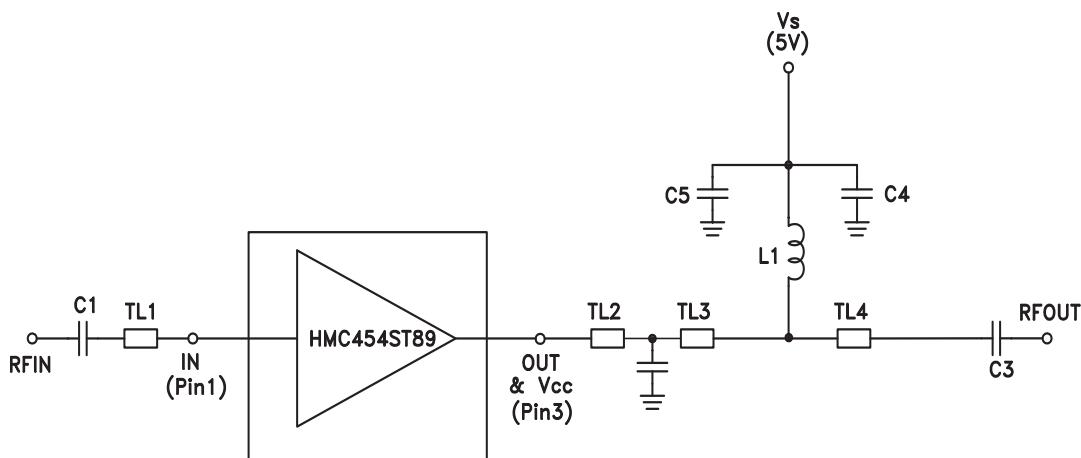 Vs
(5V)
C5
C4
L1
C1
TL1
HMC454ST89
TL2
TL3
TL4
RFOUT
RFIN
IN
(Pin1)
OUT
& Vcc
(Pin3)
C3